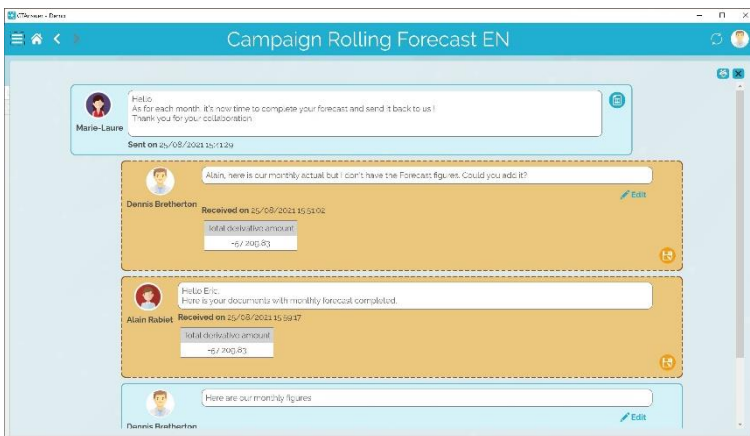 CTAnswer - Demo
Campaign Rolling Forecast EN
Hello
As for each month, it's now time to complete your forecast and send it back to us !
Thank you for your collaboration
Marie-Laure
Sent on 25/08/2021 15:41:29
Alain, here is our monthly actual but I don't have the Forecast figures. Could you add it?
Edit
Dennis Bretherton
Received on 25/08/2021 15:51:02
Total derivative amount
-57 209,83
Hello Eric,
Here is your documents with monthly forecast completed.
Alain Rabiet
Received on 25/08/2021 15:59:17
Total derivative amount
-57 209,83
Here are our monthly figures
Edit
Dennis Bretherton